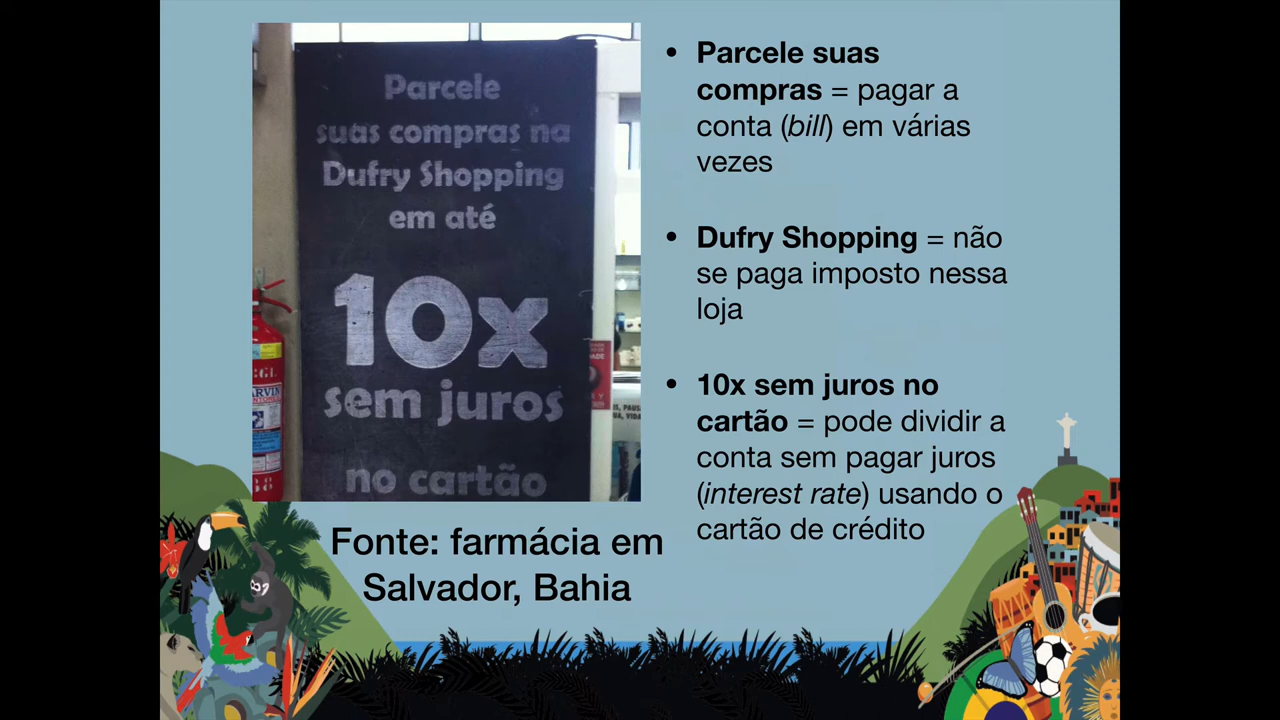 Parcele
suas compras na
Dufry Shopping
em até
10x
sem juros
no cartão
Fonte: farmácia em
Salvador, Bahia
• Parcele suas
compras = pagar a
conta (bill) em várias
vezes
• Dufry Shopping = não
se paga imposto nessa
loja
• 10x sem juros no
cartão = pode dividir a
conta sem pagar juros
(interest rate) usando o
cartão de crédito